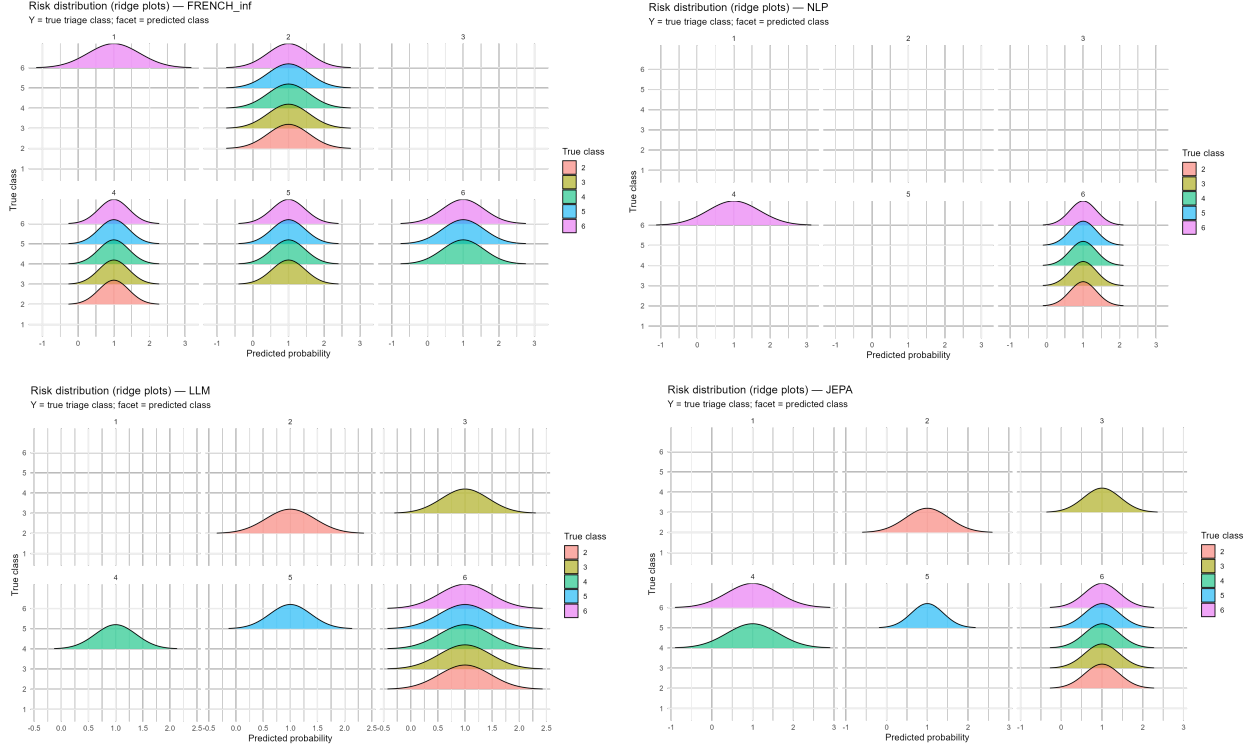 Risk distribution (ridge plots) — FRENCH_inf
Y = true triage class; facet = predicted class
1 2 3
6
5
4
3
2
1
4 5 6
6
5
4
3
2
1
-1 0 1 2 3 -1 0 1 2 3 -1 0 1 2 3
Predicted probability
True class
True class
2
3
4
5
6
Risk distribution (ridge plots) — NLP
Y = true triage class; facet = predicted class
1 2 3
6
5
4
3
2
1
4 5 6
6
5
4
3
2
1
-1 0 1 2 3 -1 0 1 2 3 -1 0 1 2 3
Predicted probability
True class
True class
2
3
4
5
6
Risk distribution (ridge plots) — LLM
Y = true triage class; facet = predicted class
1 2 3
6
5
4
3
2
1
4 5 6
6
5
4
3
2
1
-0.5 0.0 0.5 1.0 1.5 2.0 2.5 -0.5 0.0 0.5 1.0 1.5 2.0 2.5 -0.5 0.0 0.5 1.0 1.5 2.0 2.5
Predicted probability
True class
True class
2
3
4
5
6
Risk distribution (ridge plots) — JEPA
Y = true triage class; facet = predicted class
1 2 3
6
5
4
3
2
1
4 5 6
6
5
4
3
2
1
-1 0 1 2 3 -1 0 1 2 3 -1 0 1 2 3
Predicted probability
True class
True class
2
3
4
5
6